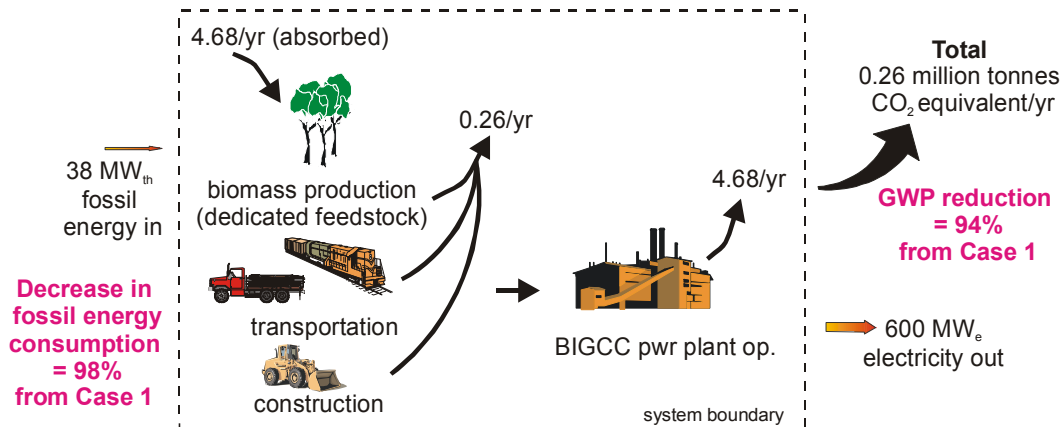 4.68/yr (absorbed)
38 MWth
fossil
energy in
Decrease in
fossil energy
consumption
= 98%
from Case 1
biomass production
(dedicated feedstock)
transportation
construction
0.26/yr
4.68/yr
BIGCC pwr plant op.
system boundary
Total
0.26 million tonnes
CO2 equivalent/yr
GWP reduction
= 94%
from Case 1
600 MWe
electricity out